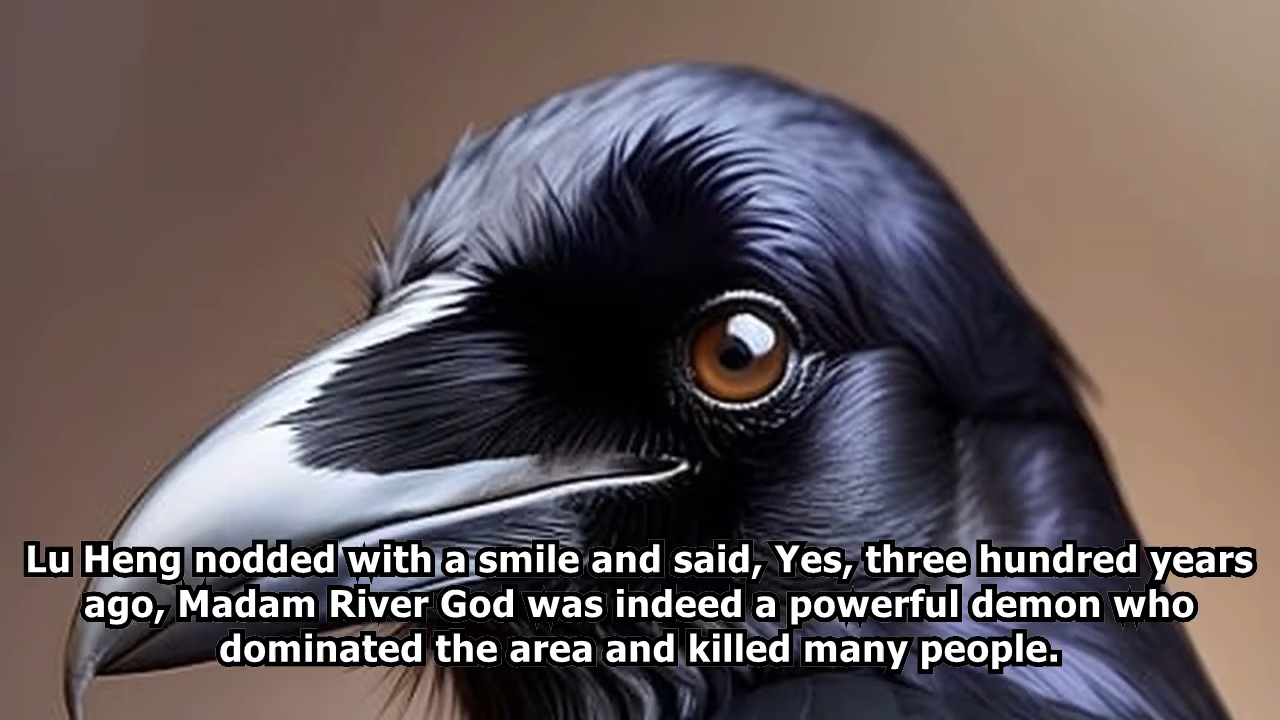 Lu Heng nodded with a smile and said, Yes, three hundred years
ago, Madam River God was indeed a powerful demon who
dominated the area and killed many people.